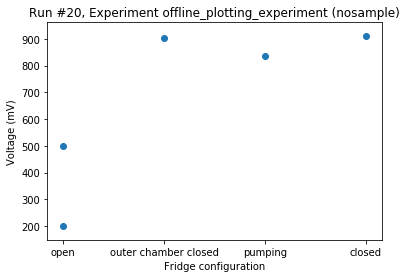 Run #20, Experiment offline_plotting_experiment (nosample)
900
800
700
600
500
400
300
200
Voltage (mV)
open
outer chamber closed
pumping
closed
Fridge configuration